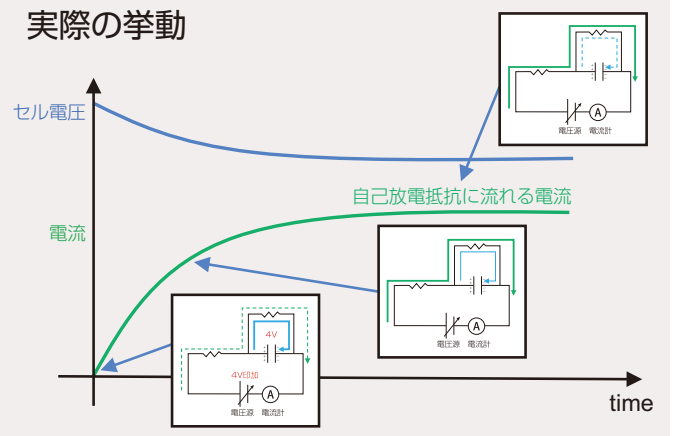 実際の挙動
セル電圧
電圧源 電流計
Ⓐ
自己放電抵抗に流れる電流
電流
Ⓐ
電圧源 電流計
4V
4V印加
Ⓐ
電圧源 電流計
time